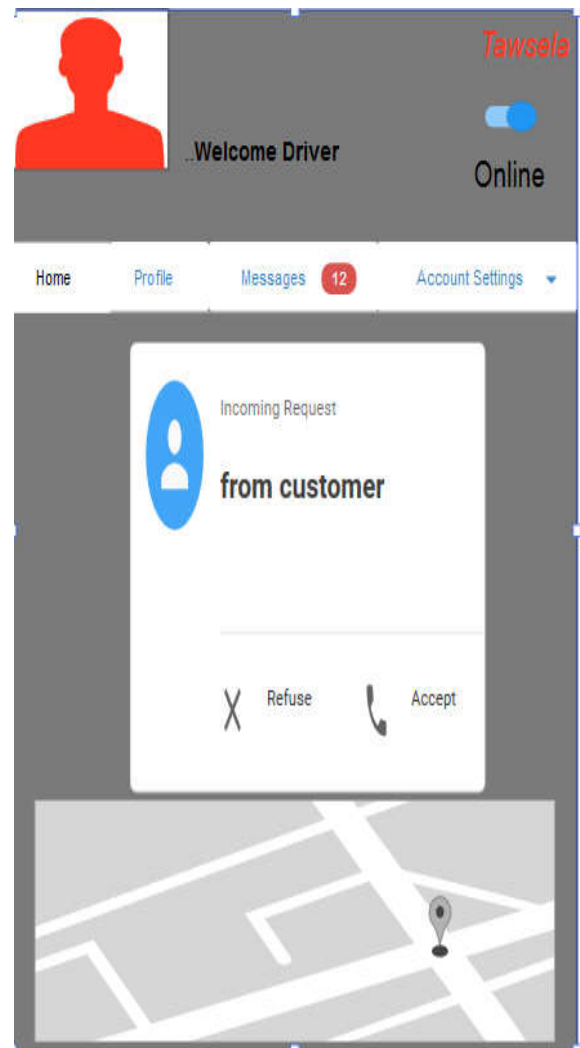 Tawsela
..Welcome Driver
Online
Home Profile Messages 12 Account Settings
Incoming Request
from customer
X Refuse Accept